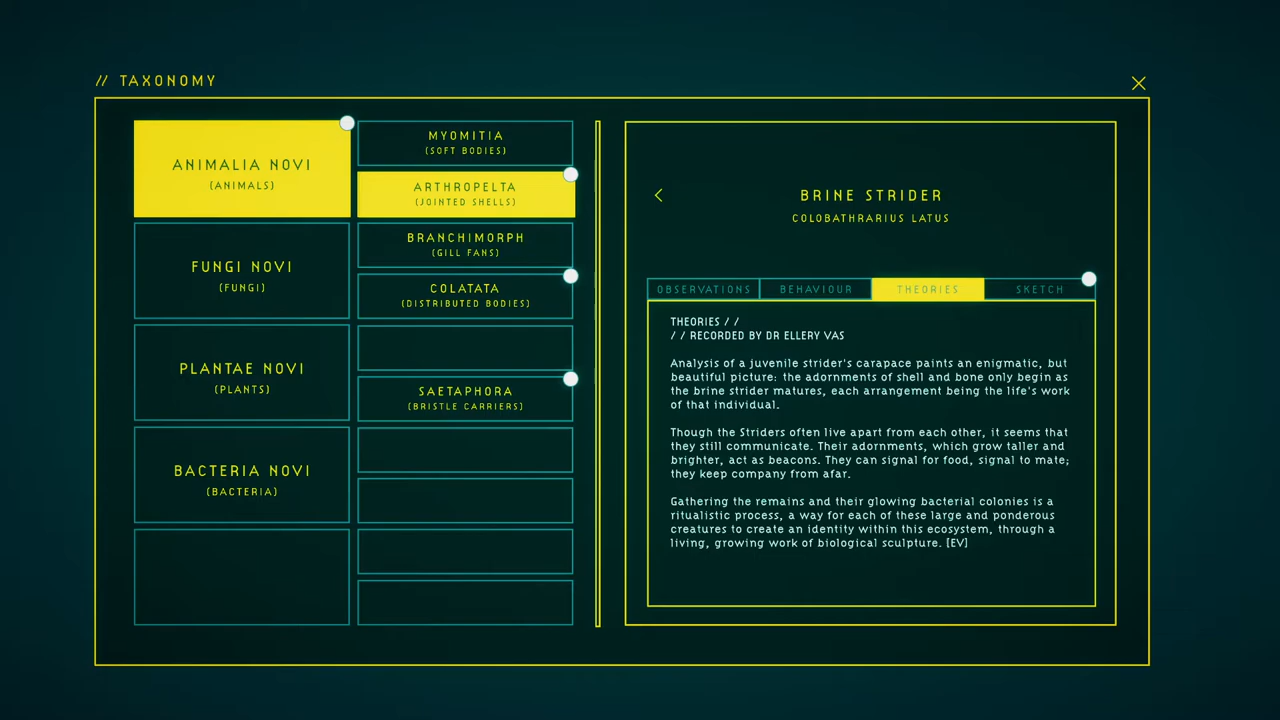 // TAXONOMY
ANIMALIA NOVI
(ANIMALS)
FUNGI NOVI
(FUNGI)
PLANTAE NOVI
(PLANTS)
BACTERIA NOVI
(BACTERIA)
MYOMITIA
(SOFT BODIES)
ARTHROPELTA
(JOINTED SHELLS)
BRANCHIMORPH
(GILL FANS)
COLATATA
(DISTRIBUTED BODIES)
SAETAPHORA
(BRISTLE CARRIERS)
BRINE STRIDER
COLOBATHRARIUS LATUS
OBSERVATIONS BEHAVIOUR THEORIES SKETCH
THEORIES / /
/ / RECORDED BY DR ELLERY VAS
Analysis of a juvenile strider's carapace paints an enigmatic, but
beautiful picture: the adornments of shell and bone only begin as
the brine strider matures, each arrangement being the life's work
of that individual.
Though the Striders often live apart from each other, it seems that
they still communicate. Their adornments, which grow taller and
brighter, act as beacons. They can signal for food, signal to mate;
they keep company from afar.
Gathering the remains and their glowing bacterial colonies is a
ritualistic process, a way for each of these large and ponderous
creatures to create an identity within this ecosystem, through a
living, growing work of biological sculpture. [EV]